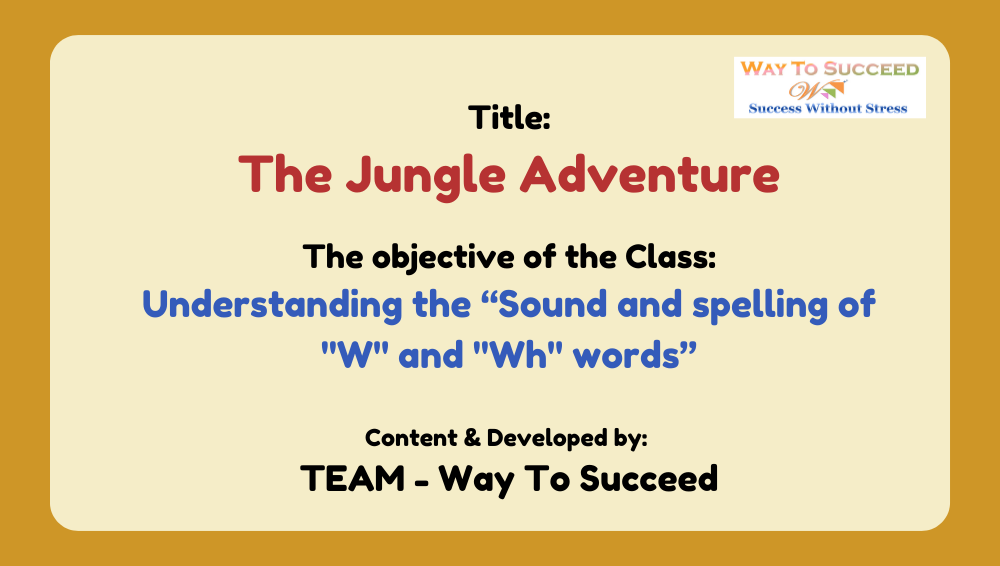 WAY TO SUCCEED
Success Without Stress
Title:
The Jungle Adventure
The objective of the Class:
Understanding the “Sound and spelling of
"W" and "Wh" words”
Content & Developed by:
TEAM - Way To Succeed